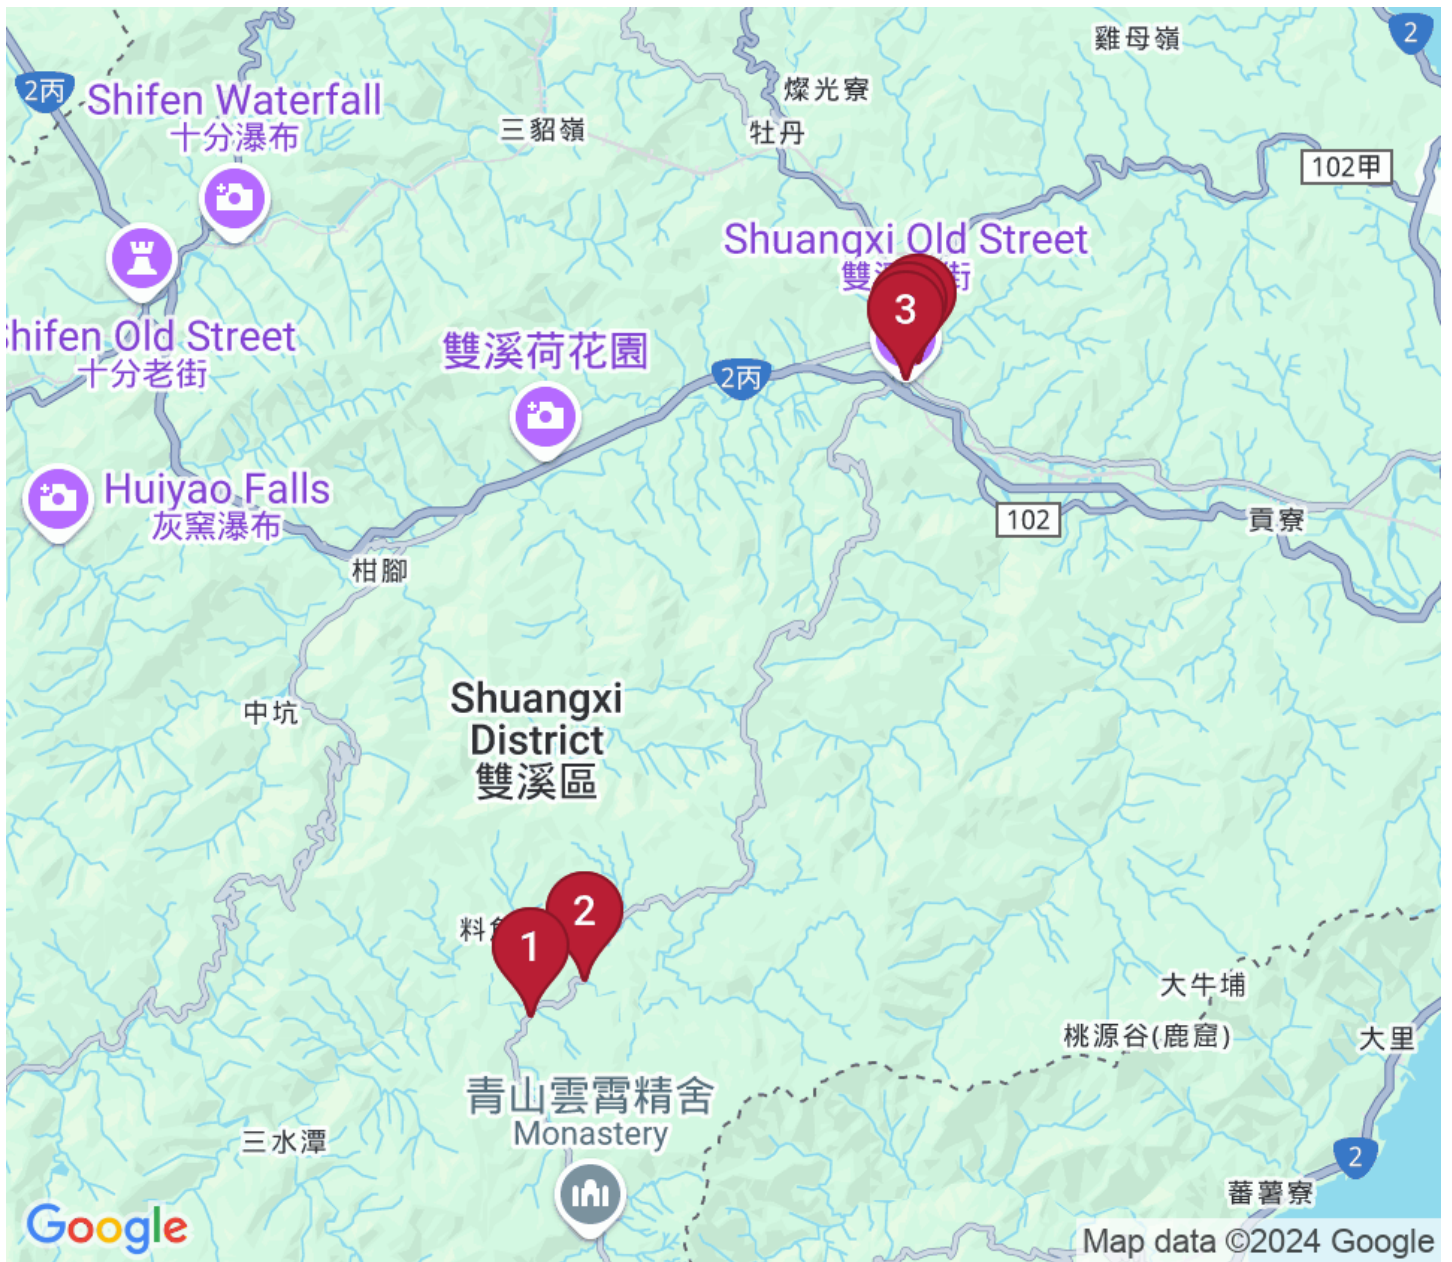 雞母嶺
2
2丙
Shifen Waterfall
十分瀑布
燦光寮
三貂嶺
牡丹
102甲
Shuangxi Old Street
雙
街
3
hifen Old Street
十分老街
雙溪荷花園
2丙
Huiyao Falls
灰窯瀑布
102
貢寮
柑腳
Shuangxi
District
雙溪區
中坑
2
料
1
大牛埔
桃源谷(鹿窟)
大里
青山雲霄精舍
Monastery
三水潭
2
蕃薯寮
Google
Map data ©2024 Google